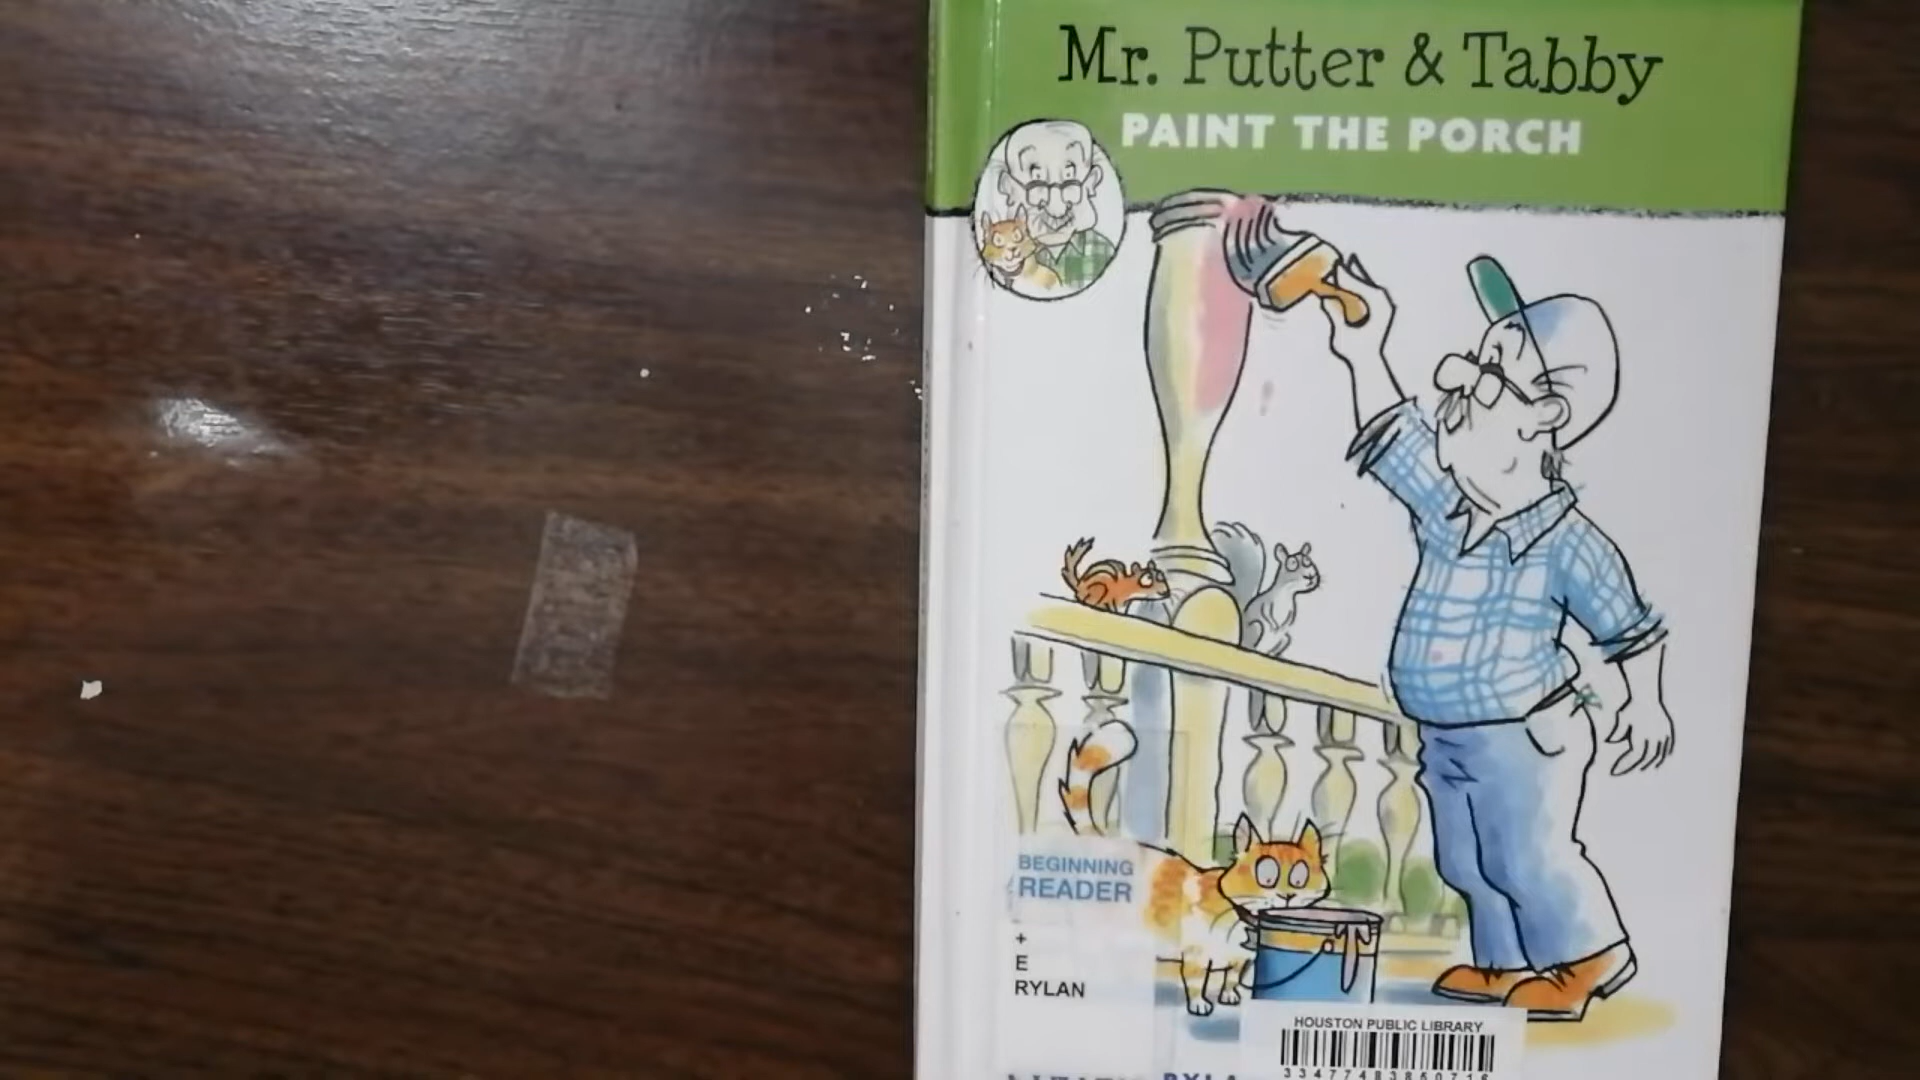 Mr. Putter & Tabby
PAINT THE PORCH
BEGINNING
READER
+
E
RYLAN
HOUSTON PUBLIC LIBRARY